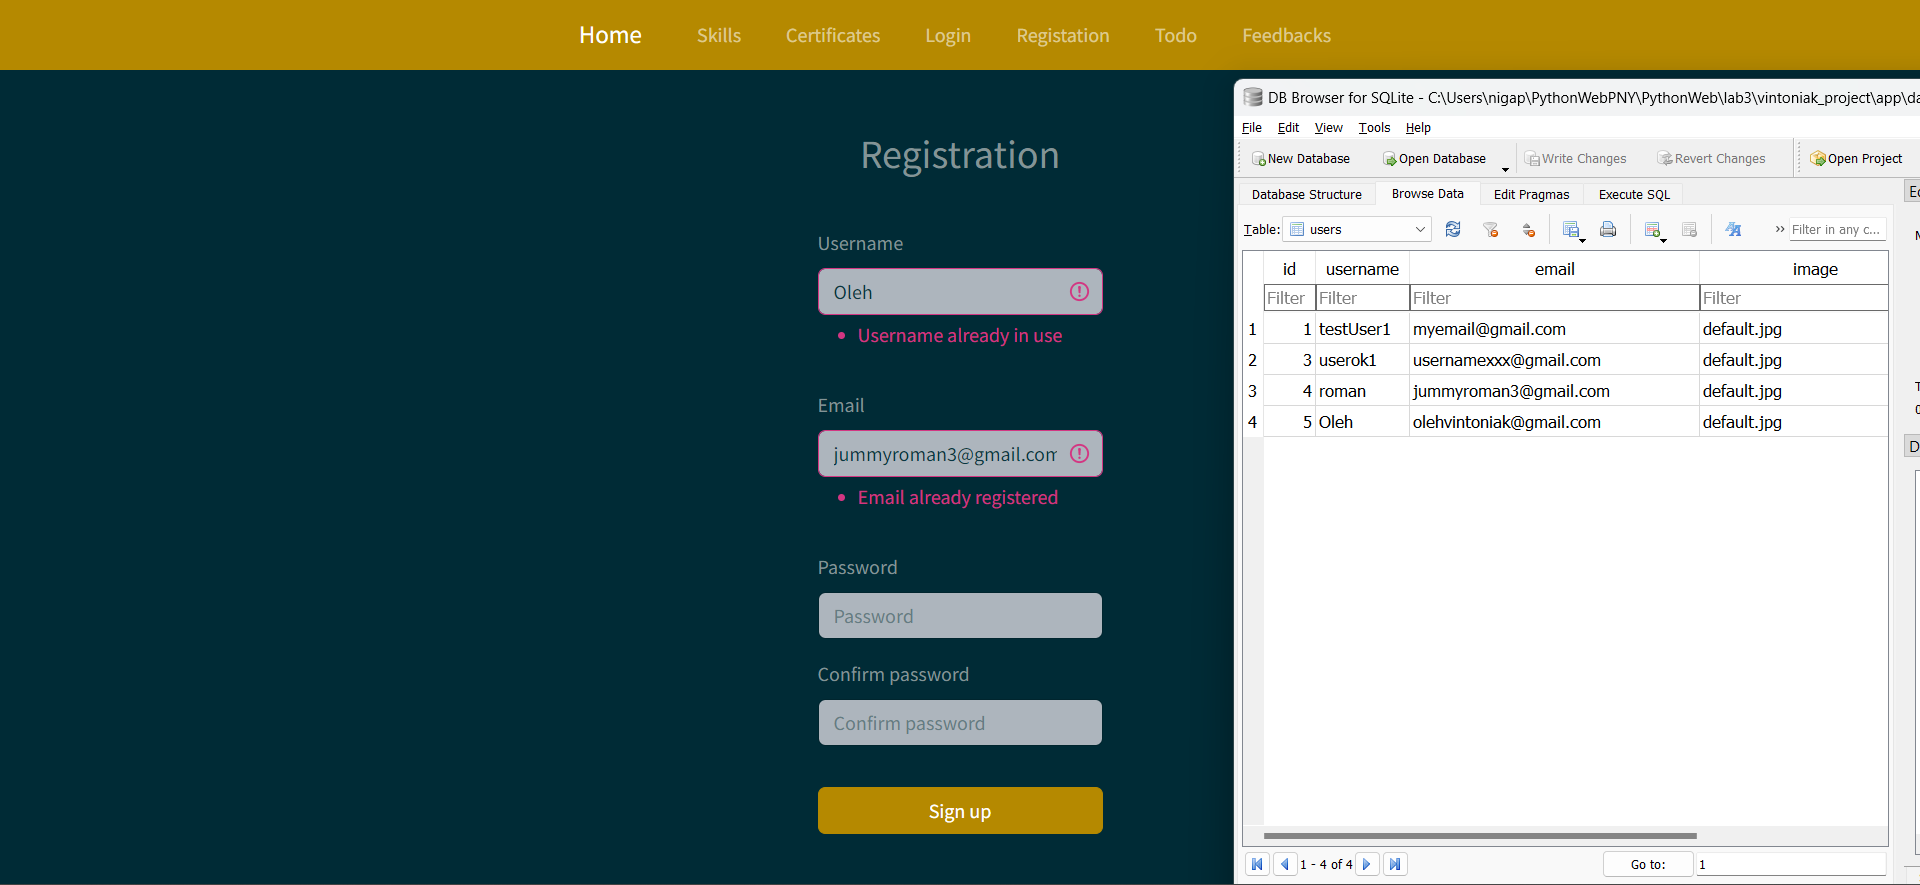 Home Skills Certificates Login Registation Todo Feedbacks
Registration
Username
Oleh
Username already in use
Email
jummyroman3@gmail.com
Email already registered
Password
Password
Confirm password
Confirm password
Sign up
DB Browser for SQLite - C:\Users\nigap\PythonWebPNY\PythonWeb\lab3\vintoniak_project\app\da
File Edit View Tools Help
New Database Open Database Write Changes Revert Changes Open Project
Database Structure Browse Data Edit Pragmas Execute SQL
Table: users Filter in any c...
id username email image
Filter Filter Filter Filter
1 1 testUser1 myemail@gmail.com default.jpg
2 3 userok1 usernamexxx@gmail.com default.jpg
3 4 roman jummyroman3@gmail.com default.jpg
4 5 Oleh olehvintoniak@gmail.com default.jpg
1 - 4 of 4 Go to: 1